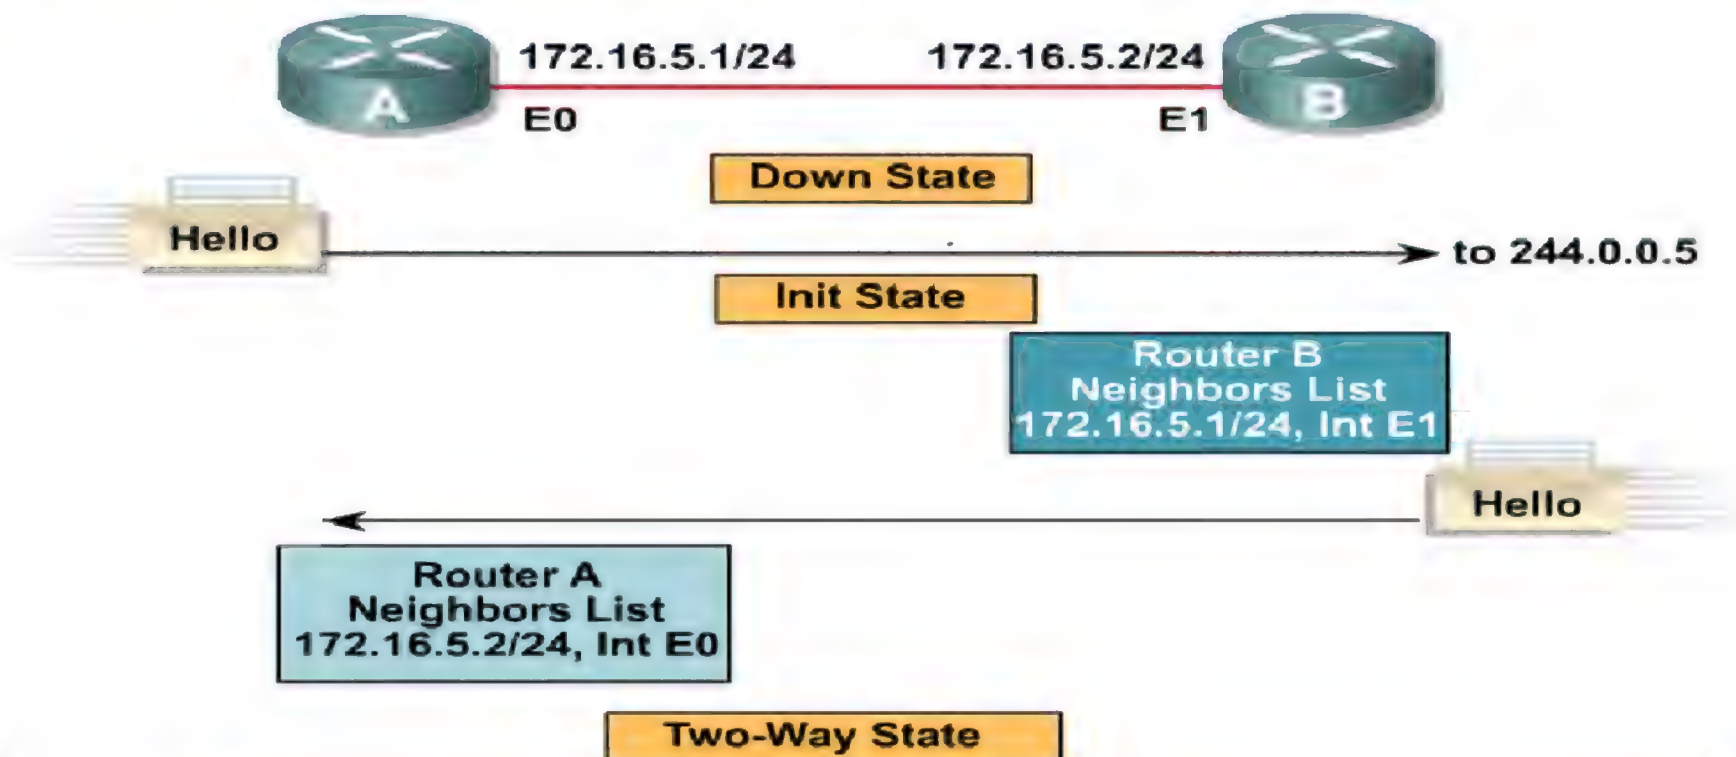 172.16.5.1/24
172.16.5.2/24
A
E0
E1
B
Down State
Hello
to 244.0.0.5
Init State
Router B
Neighbors List
172.16.5.1/24, Int E1
Hello
Router A
Neighbors List
172.16.5.2/24, Int E0
Two-Way State